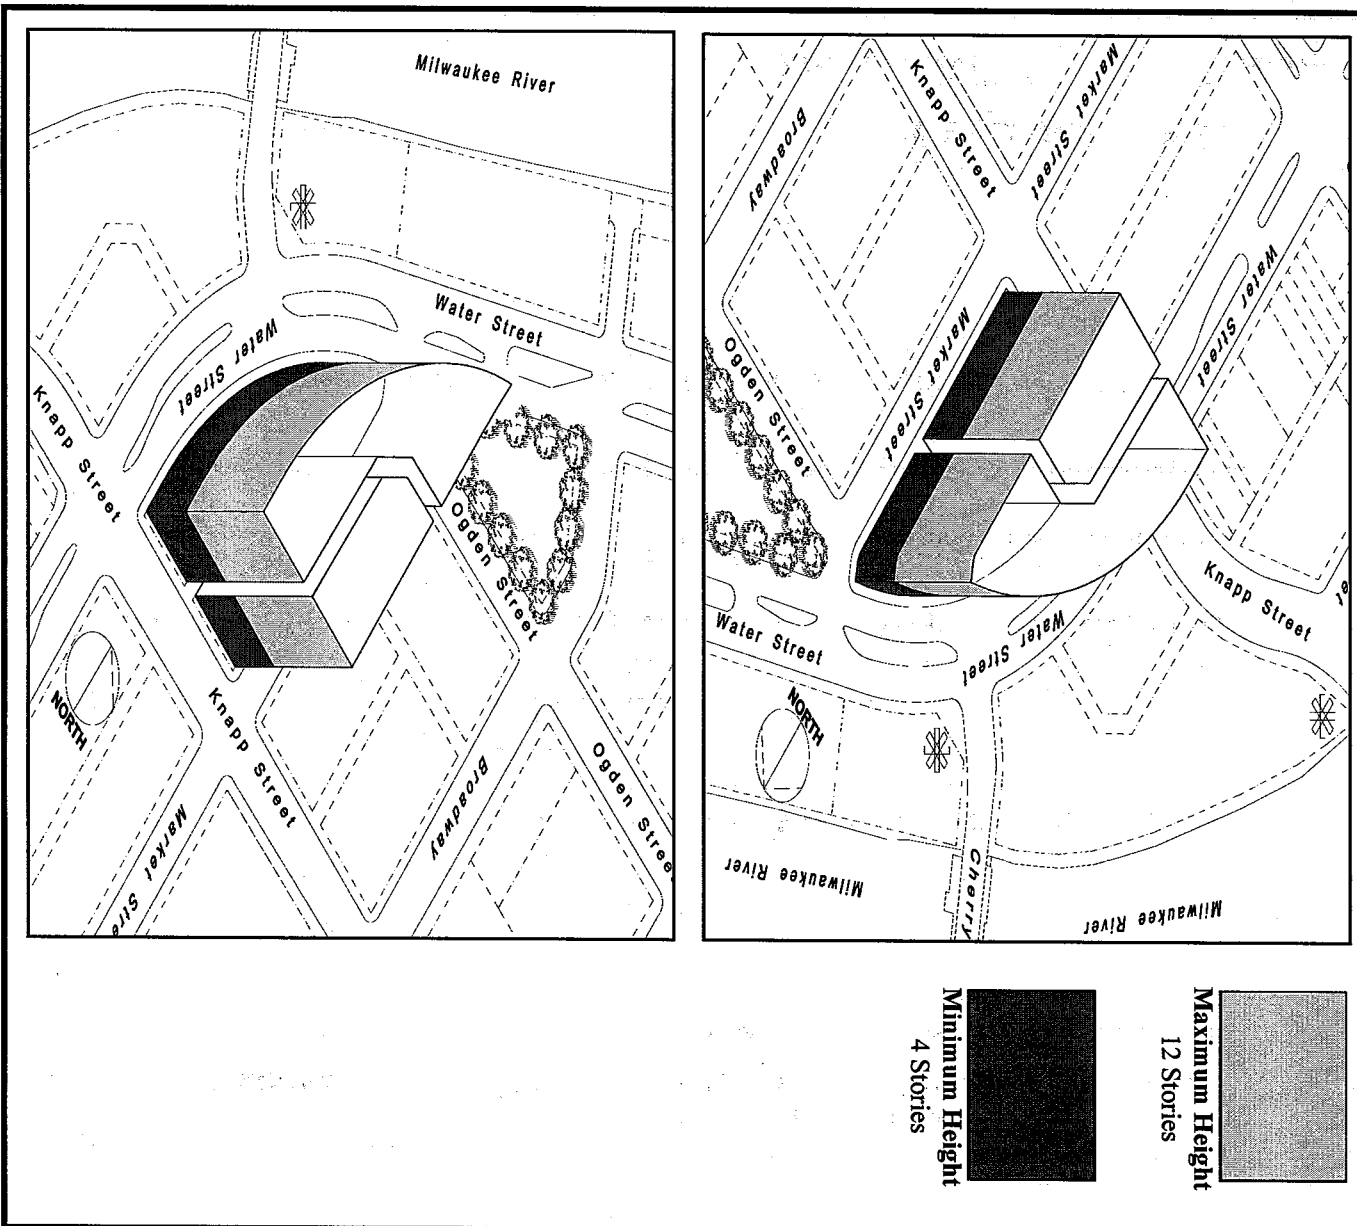 Milwaukee River
Water Street
Water Street
Knapp Street
Ogden Street
NORTH
Knapp Street
Broadway
Ogden Stree
Market Stre
Knapp Street
Market Street
Broadway
Water Street
Market Street
Ogden Street
Knapp Street
Water Street
Water Street
NORTH
Cherry
Milwaukee River
Milwaukee River
Maximum Height
12 Stories
Minimum Height
4 Stories